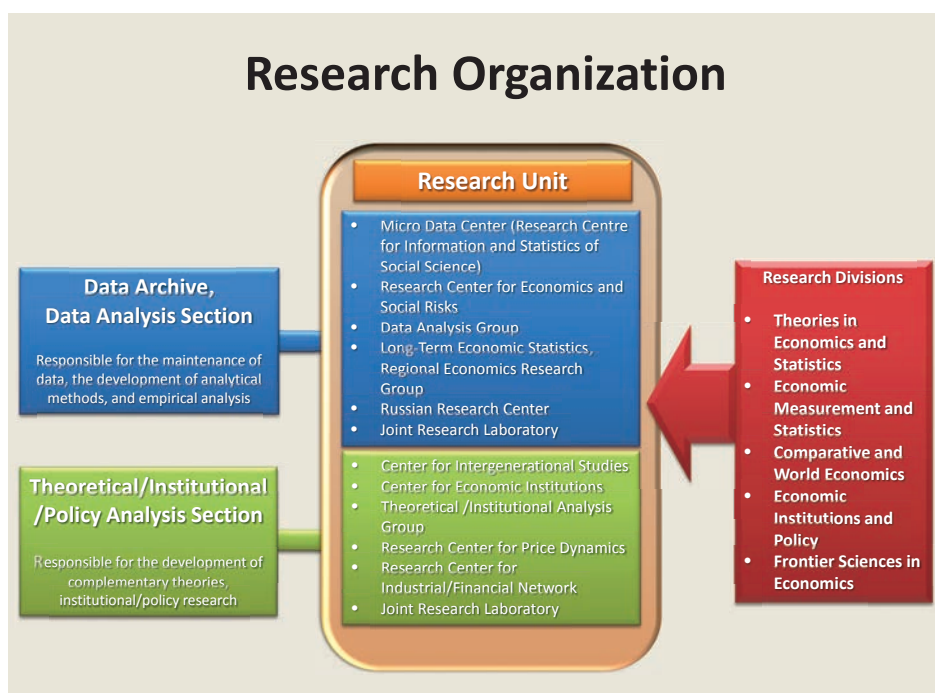 Research Organization
Research Unit
• Micro Data Center (Research Centre
for Information and Statistics of
Social Science)
• Research Center for Economics and
Social Risks
• Data Analysis Group
• Long-Term Economic Statistics,
Regional Economics Research
Group
• Russian Research Center
• Joint Research Laboratory
• Center for Intergenerational Studies
• Center for Economic Institutions
• Theoretical /Institutional Analysis
Group
• Research Center for Price Dynamics
• Research Center for
Industrial/Financial Network
• Joint Research Laboratory
Data Archive,
Data Analysis Section
Responsible for the maintenance of
data, the development of analytical
methods, and empirical analysis
Theoretical/Institutional
/Policy Analysis Section
Responsible for the development of
complementary theories,
institutional/policy research
Research Divisions
• Theories in
Economics and
Statistics
• Economic
Measurement and
Statistics
• Comparative and
World Economics
• Economic
Institutions and
Policy
• Frontier Sciences in
Economics